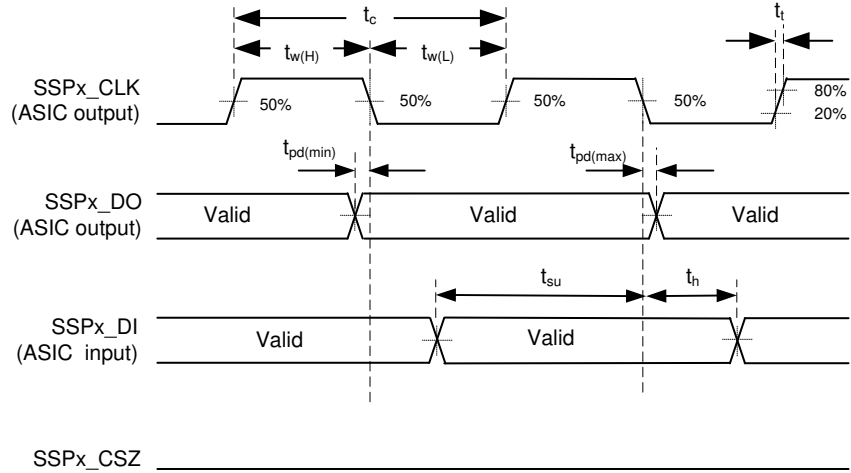 t_c
t_t
t_w(H)
t_w(L)
SSPx_CLK
(ASIC output)
50%
50%
50%
50%
80%
20%
t_pd(min)
t_pd(max)
SSPx_DO
(ASIC output)
Valid
Valid
Valid
t_su
t_h
SSPx_DI
(ASIC input)
Valid
Valid
SSPx_CSZ